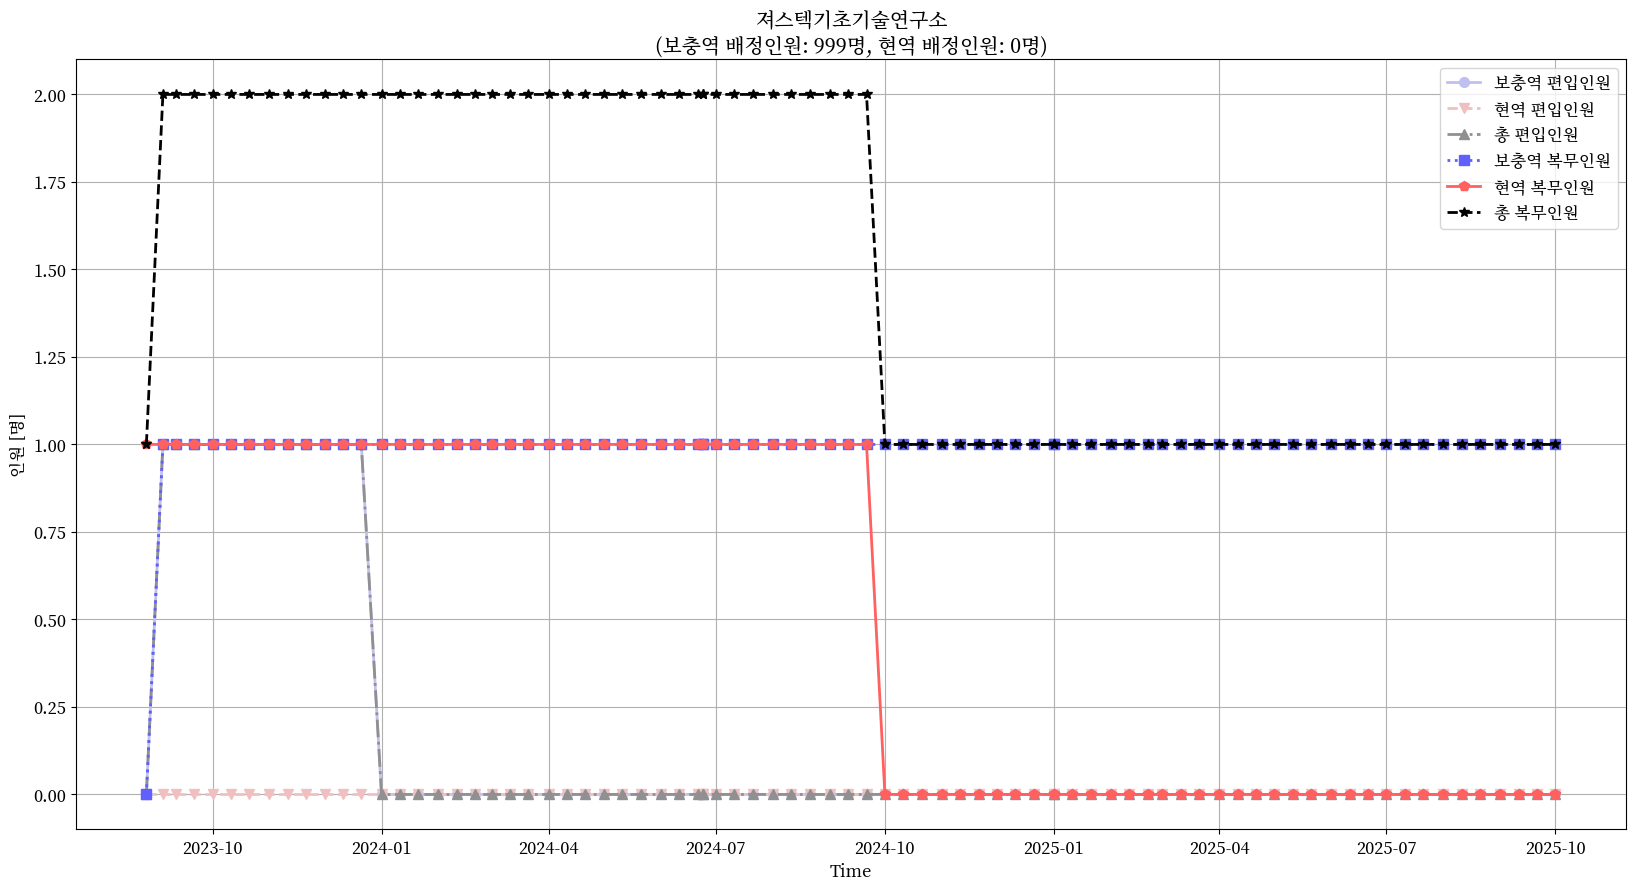 져스텍기초기술연구소
(보충역 배정인원: 999명, 현역 배정인원: 0명)
보충역 편입인원
현역 편입인원
총 편입인원
보충역 복무인원
현역 복무인원
총 복무인원
인원 [명]
2.00
1.75
1.50
1.25
1.00
0.75
0.50
0.25
0.00
2023-10
2024-01
2024-04
2024-07
2024-10
2025-01
2025-04
2025-07
2025-10
Time